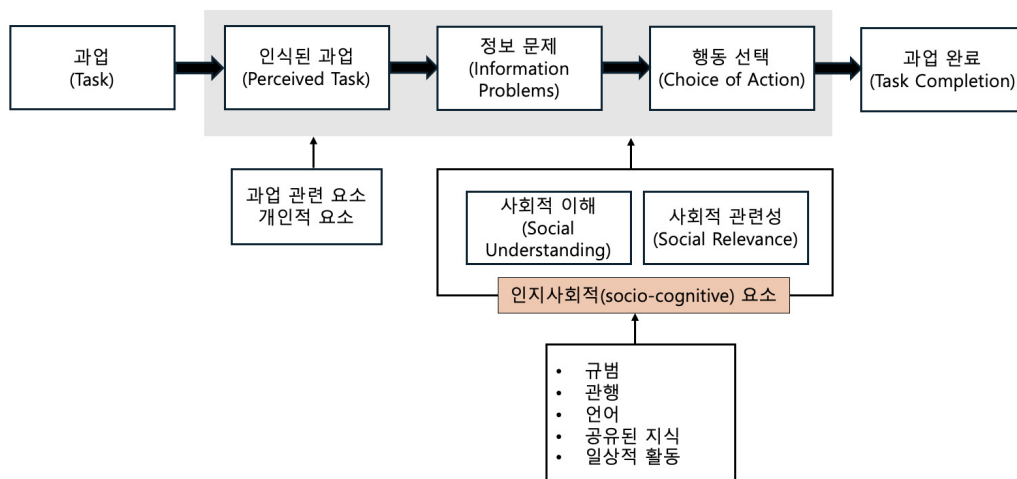 과업
(Task)
인식된 과업
(Perceived Task)
정보 문제
(Information
Problems)
행동 선택
(Choice of Action)
과업 완료
(Task Completion)
과업 관련 요소
개인적 요소
사회적 이해
(Social
Understanding)
사회적 관련성
(Social Relevance)
인지사회적(socio-cognitive) 요소
• 규범
• 관행
• 언어
• 공유된 지식
• 일상적 활동